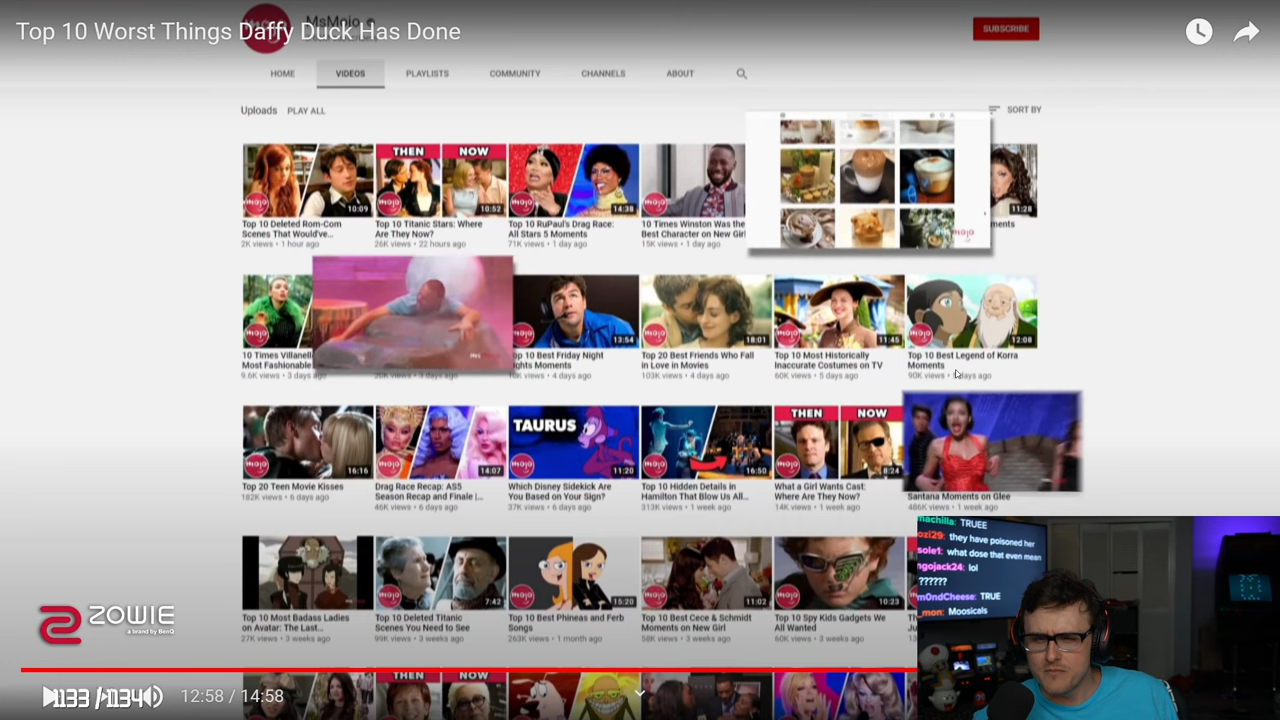 Top 10 Worst Things Daffy Duck Has Done
MsMojo
SUBSCRIBE
HOME
VIDEOS
PLAYLISTS
COMMUNITY
CHANNELS
ABOUT
Uploads
PLAY ALL
SORT BY
THEN
NOW
mojo
10:09
10:52
14:38
11:28
Top 10 Deleted Rom-Com
Scenes That Would've...
2K views • 1 hour ago
Top 10 Titanic Stars: Where
Are They Now?
26K views • 22 hours ago
Top 10 RuPaul's Drag Race:
All Stars 5 Moments
71K views • 1 day ago
10 Times Winston Was the
Best Character on New Girl
15K views • 1 day ago
13:54
18:01
11:45
12:08
10 Times Villanell
Most Fashionable
9.6K views • 3 days ago
op 10 Best Friday Night
ights Moments
4 days ago
Top 20 Best Friends Who Fall
in Love in Movies
103K views • 4 days ago
Top 10 Most Historically
Inaccurate Costumes on TV
60K views • 5 days ago
Top 10 Best Legend of Korra
Moments
90K views • days ago
TAURUS
THEN
NOW
16:16
14:07
11:20
16:50
8:24
Top 20 Teen Movie Kisses
182K views • 6 days ago
Drag Race Recap: AS5
Season Recap and Finale |...
46K views • 6 days ago
Which Disney Sidekick Are
You Based on Your Sign?
37K views • 6 days ago
Top 10 Hidden Details in
Hamilton That Blow Us All...
313K views • 1 week ago
What a Girl Wants Cast:
Where Are They Now?
14K views • 1 week ago
Santana Moments on Glee
486K views • 1 week ago
7:42
15:20
11:02
10:23
Top 10 Most Badass Ladies
on Avatar: The Last...
27K views • 3 weeks ago
Top 10 Deleted Titanic
Scenes You Need to See
99K views • 3 weeks ago
Top 10 Best Phineas and Ferb
Songs
263K views • 1 month ago
Top 10 Best Cece & Schmidt
Moments on New Girl
58K views • 3 weeks ago
Top 10 Spy Kids Gadgets We
All Wanted
60K views • 3 weeks ago
THEN
NOW
machilla: TRUEE
ozi29: they have poisoned her
sole1: what dose that even mean
ngojack24: lol
??????
m0ndCheese: TRUE
_mon: Moosicals
ZOWIE
a brand by BenQ
1133 / 1134
12:58 / 14:58